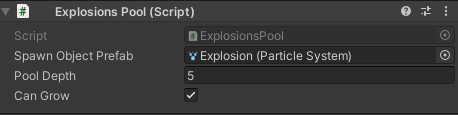 # Explosions Pool (Script)
Script # ExplosionsPool
Spawn Object Prefab Explosion (Particle System)
Pool Depth 5
Can Grow